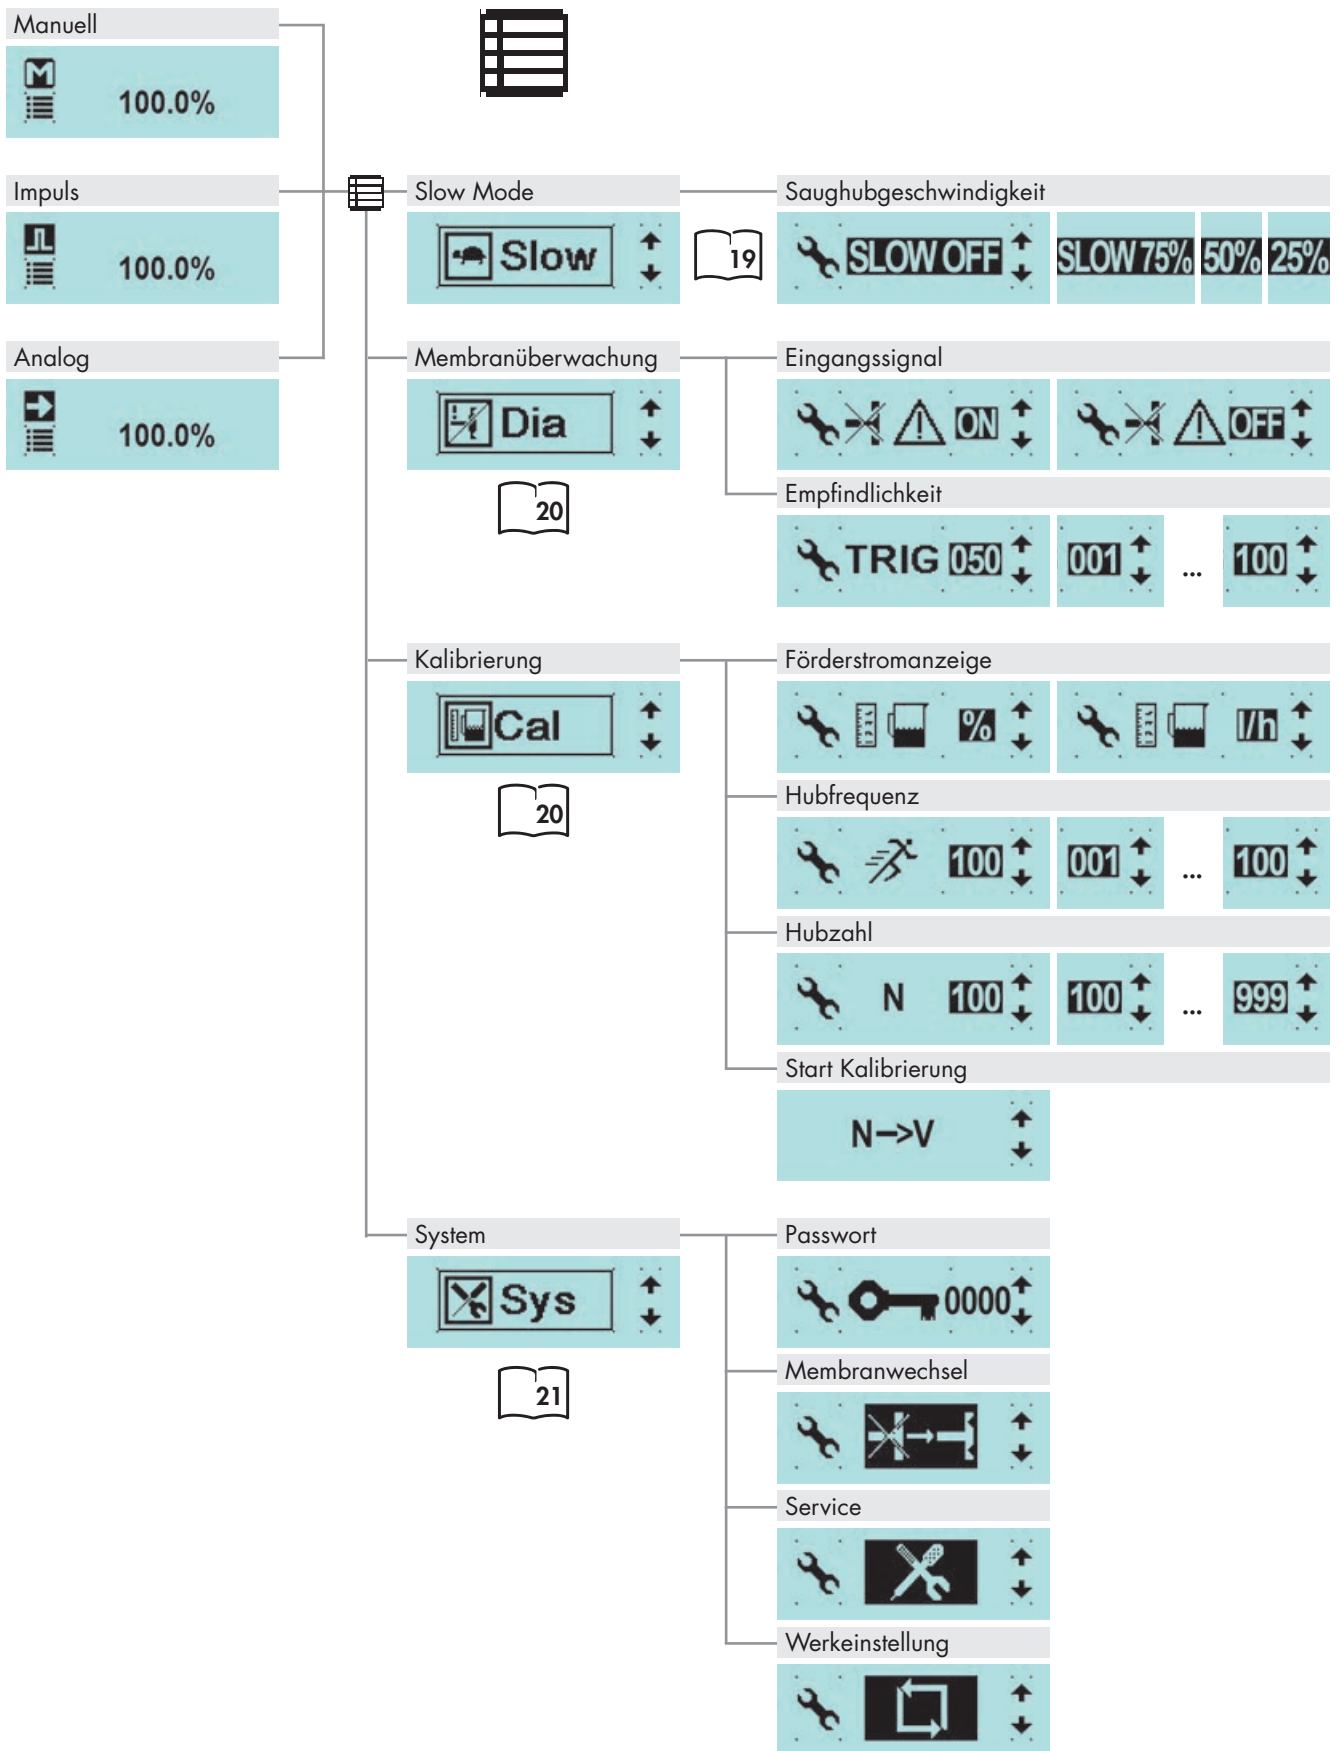 Manuell
100.0%
Impuls
100.0%
Analog
100.0%
Slow Mode
Slow
19
Saughubgeschwindigkeit
SLOW OFF SLOW 75% 50% 25%
Membranüberwachung
Dia
20
Eingangssignal
ON OFF
Empfindlichkeit
TRIG 050 001 ... 100
Kalibrierung
Cal
20
Förderstromanzeige
% l/h
Hubfrequenz
100 001 ... 100
Hubzahl
N 100 100 ... 999
Start Kalibrierung
N->V
System
Sys
21
Passwort
0000
Membranwechsel
Service
Werkeinstellung